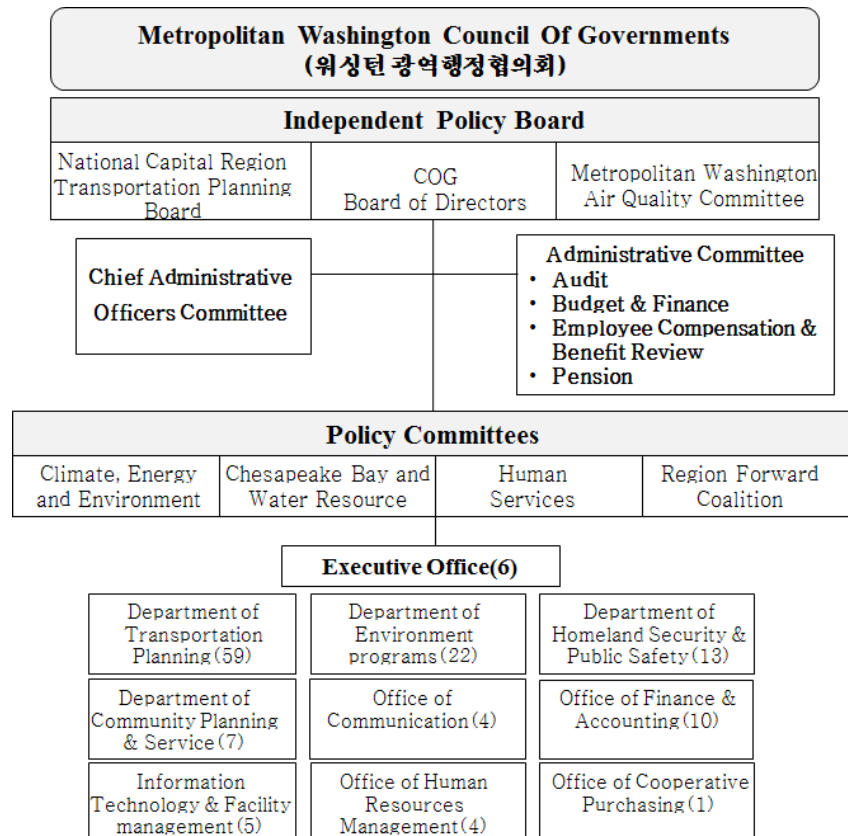 Metropolitan Washington Council Of Governments
(워싱턴 광역행정협의회)
Independent Policy Board
National Capital Region
Transportation Planning
Board
COG
Board of Directors
Metropolitan Washington
Air Quality Committee
Chief Administrative
Officers Committee
Administrative Committee
• Audit
• Budget & Finance
• Employee Compensation &
Benefit Review
• Pension
Policy Committees
Climate, Energy
and Environment
Chesapeake Bay and
Water Resource
Human
Services
Region Forward
Coalition
Executive Office(6)
Department of
Transportation
Planning(59)
Department of
Environment
programs(22)
Department of
Homeland Security &
Public Safety(13)
Department of
Community Planning
& Service(7)
Office of
Communication(4)
Office of Finance &
Accounting(10)
Information
Technology & Facility
management(5)
Office of Human
Resources
Management(4)
Office of Cooperative
Purchasing(1)